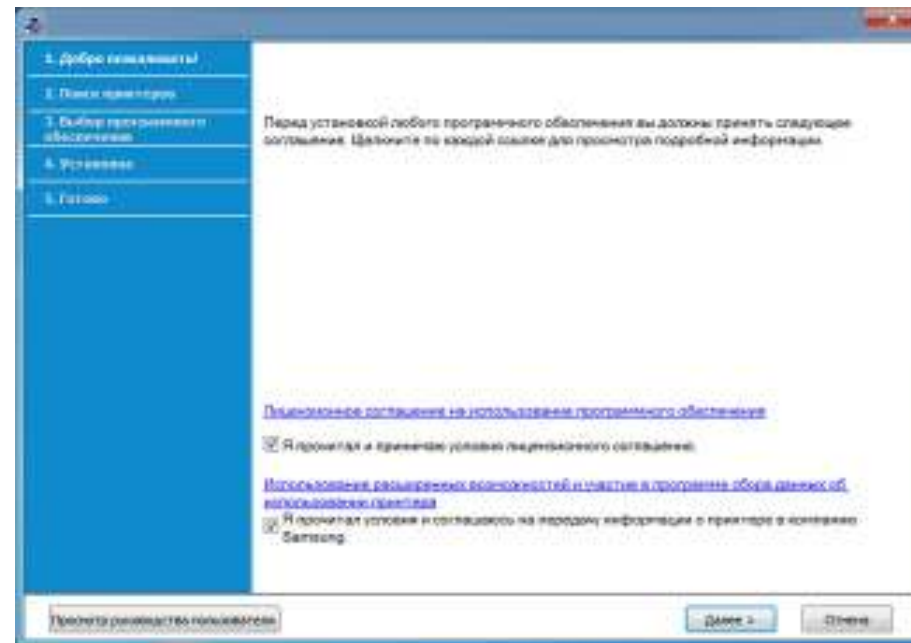 1. Добро пожаловать!
2. Поиск принтеров
3. Выбор программного
обеспечения
4. Установка
5. Готово
Перед установкой любого программного обеспечения вы должны принять следующее
соглашение. Щелкните по каждой ссылке для просмотра подробной информации.
Лицензионное соглашение на использование программного обеспечения
Я прочитал и принимаю условия лицензионного соглашения.
Использование расширенных возможностей и участие в программе сбора данных об
использовании принтера
Я прочитал условия и соглашаюсь на передачу информации о принтере в компанию
Samsung.
Просмотр руководства пользователя
Далее >
Отмена